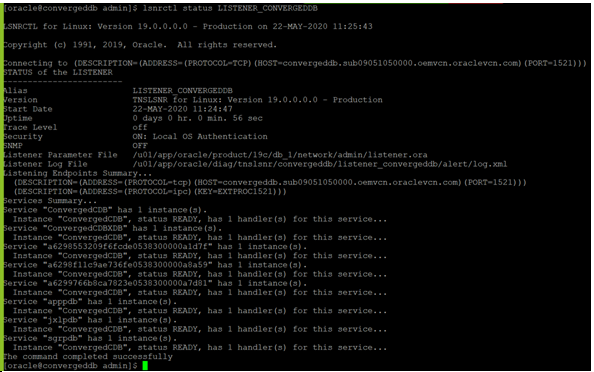 [oracle@convergeddb admin]$ lsnrctl status LISTENER_CONVERGEDDB
LSNRCTL for Linux: Version 19.0.0.0.0 - Production on 22-MAY-2020 11:25:43
Copyright (c) 1991, 2019, Oracle.  All rights reserved.
Connecting to (DESCRIPTION=(ADDRESS=(PROTOCOL=TCP)(HOST=convergeddb.sub09051050000.oemvcn.oraclevcn.com)(PORT=1521)))
STATUS of the LISTENER
------------------------
Alias                     LISTENER_CONVERGEDDB
Version                   TNSLSNR for Linux: Version 19.0.0.0.0 - Production
Start Date                22-MAY-2020 11:24:47
Uptime                    0 days 0 hr. 0 min. 56 sec
Trace Level               off
Security                  ON: Local OS Authentication
SNMP                      OFF
Listener Parameter File   /u01/app/oracle/product/19c/db_1/network/admin/listener.ora
Listener Log File         /u01/app/oracle/diag/tnslsnr/convergeddb/listener_convergeddb/alert/log.xml
Listening Endpoints Summary...
  (DESCRIPTION=(ADDRESS=(PROTOCOL=tcp)(HOST=convergeddb.sub09051050000.oemvcn.oraclevcn.com)(PORT=1521)))
  (DESCRIPTION=(ADDRESS=(PROTOCOL=ipc)(KEY=EXTPROC1521)))
Services Summary...
Service "ConvergedCDB" has 1 instance(s).
  Instance "ConvergedCDB", status READY, has 1 handler(s) for this service...
Service "ConvergedCDBXDB" has 1 instance(s).
  Instance "ConvergedCDB", status READY, has 1 handler(s) for this service...
Service "a6298553209f6fcde0538300000a1d7f" has 1 instance(s).
  Instance "ConvergedCDB", status READY, has 1 handler(s) for this service...
Service "a6298f11c9ae736fe0538300000a8a59" has 1 instance(s).
  Instance "ConvergedCDB", status READY, has 1 handler(s) for this service...
Service "a6299766b8ca7823e0538300000a7d81" has 1 instance(s).
  Instance "ConvergedCDB", status READY, has 1 handler(s) for this service...
Service "apppdb" has 1 instance(s).
  Instance "ConvergedCDB", status READY, has 1 handler(s) for this service...
Service "jxlpdb" has 1 instance(s).
  Instance "ConvergedCDB", status READY, has 1 handler(s) for this service...
Service "sgrpdb" has 1 instance(s).
  Instance "ConvergedCDB", status READY, has 1 handler(s) for this service...
The command completed successfully
[oracle@convergeddb admin]$